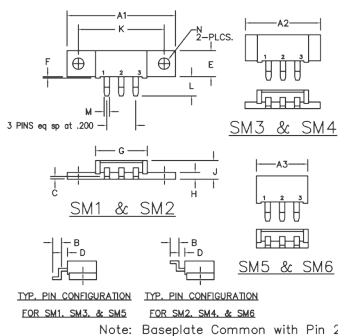 A1
K
N
2-PLCS.
F
E
1 2 3
L
M
3 PINS eq sp at .200
A2
1 2 3
SM3 & SM4
G
C
H
J
SM1 & SM2
A3
1 2 3
SM5 & SM6
B
D
B
D
TYP. PIN CONFIGURATION
FOR SM1, SM3, & SM5
TYP. PIN CONFIGURATION
FOR SM2, SM4, & SM6
Note: Baseplate Common with Pin 2